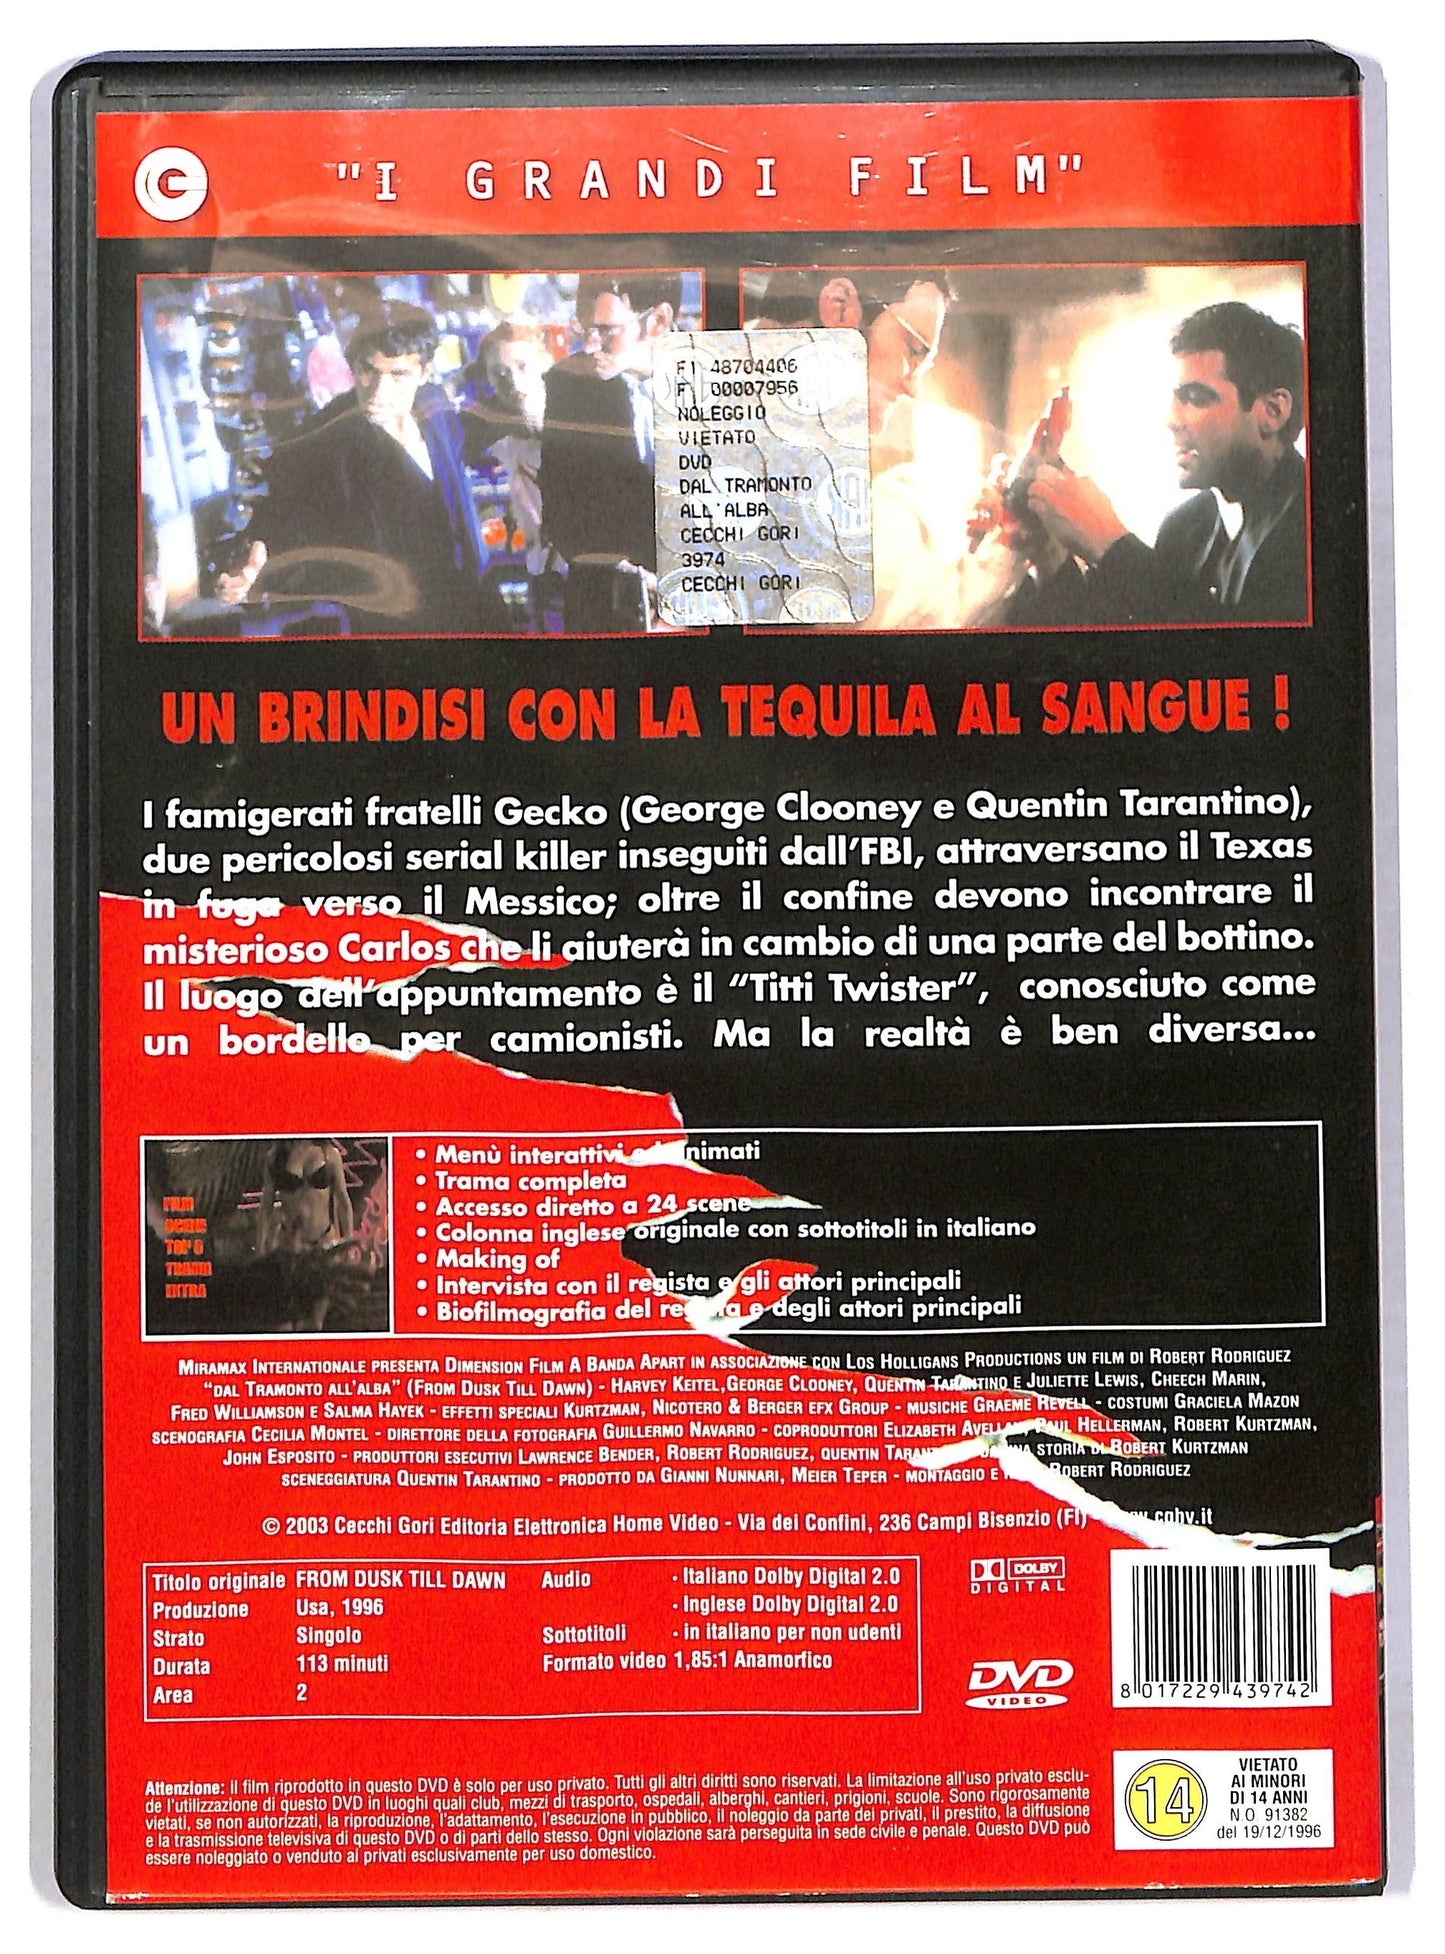 "I GRANDI FILM"
FI 48704406
F 00007956
NOLEGGIO
VIETATO
DVD
DAL TRAMONTO
ALL'ALBA
CECCHI GORI
3974
CECCHI GORI
UN BRINDISI CON LA TEQUILA AL SANGUE !
I famigerati fratelli Gecko (George Clooney e Quentin Tarantino),
due pericolosi serial killer inseguiti dall'FBI, attraversano il Texas
in fuga verso il Messico; oltre il confine devono incontrare il
misterioso Carlos che li aiuterà in cambio di una parte del bottino.
Il luogo dell'appuntamento è il "Titti Twister", conosciuto come
un bordello per camionisti. Ma la realtà è ben diversa...
FILM
SCENE
TOP 5
TRAMA
EXTRA
• Menù interattivi nimati
• Trama completa
• Accesso diretto a 24 scene
• Colonna inglese originale con sottotitoli in italiano
• Making of
• Intervista con il regista e gli attori principali
• Biofilmografia del regista e degli attori principali
MIRAMAX INTERNATIONALE PRESENTA DIMENSION FILM A BANDA APART IN ASSOCIAZIONE CON LOS HOLLIGANS PRODUCTIONS UN FILM DI ROBERT RODRIGUEZ
"DAL TRAMONTO ALL'ALBA" (FROM DUSK TILL DAWN) - HARVEY KEITEL,GEORGE CLOONEY, QUENTIN TARANTINO E JULIETTE LEWIS, CHEECH MARIN,
FRED WILLIAMSON E SALMA HAYEK - EFFETTI SPECIALI KURTZMAN, NICOTERO & BERGER EFX GROUP - MUSICHE GRAEME REVELL - COSTUMI GRACIELA MAZON
SCENOGRAFIA CECILIA MONTEL - DIRETTORE DELLA FOTOGRAFIA GUILLERMO NAVARRO - COPRODUTTORI ELIZABETH AVELLAN, PAUL HELLERMAN, ROBERT KURTZMAN,
JOHN ESPOSITO - PRODUTTORI ESECUTIVI LAWRENCE BENDER, ROBERT RODRIGUEZ, QUENTIN TARANT STORIA DI ROBERT KURTZMAN
SCENEGGIATURA QUENTIN TARANTINO - PRODOTTO DA GIANNI NUNNARI, MEIER TEPER - MONTAGGIO E ROBERT RODRIGUEZ
© 2003 Cecchi Gori Editoria Elettronica Home Video - Via dei Confini, 236 Campi Bisenzio (FI) - www.cghv.it
Titolo originale FROM DUSK TILL DAWN
Produzione Usa, 1996
Strato Singolo
Durata 113 minuti
Area 2
Audio • Italiano Dolby Digital 2.0
• Inglese Dolby Digital 2.0
Sottotitoli • in italiano per non udenti
Formato video 1,85:1 Anamorfico
DOLBY
DIGITAL
DVD
VIDEO
8 017229 439742
Attenzione: il film riprodotto in questo DVD è solo per uso privato. Tutti gli altri diritti sono riservati. La limitazione all'uso privato esclu-
de l'utilizzazione di questo DVD in luoghi quali club, mezzi di trasporto, ospedali, alberghi, cantieri, prigioni, scuole. Sono rigorosamente
vietati, se non autorizzati, la riproduzione, l'adattamento, l'esecuzione in pubblico, il noleggio da parte dei privati, il prestito, la diffusione
e la trasmissione televisiva di questo DVD o di parti dello stesso. Ogni violazione sarà perseguita in sede civile e penale. Questo DVD può
essere noleggiato o venduto ai privati esclusivamente per uso domestico.
14
VIETATO
AI MINORI
DI 14 ANNI
N.O. 91382
del 19/12/1996